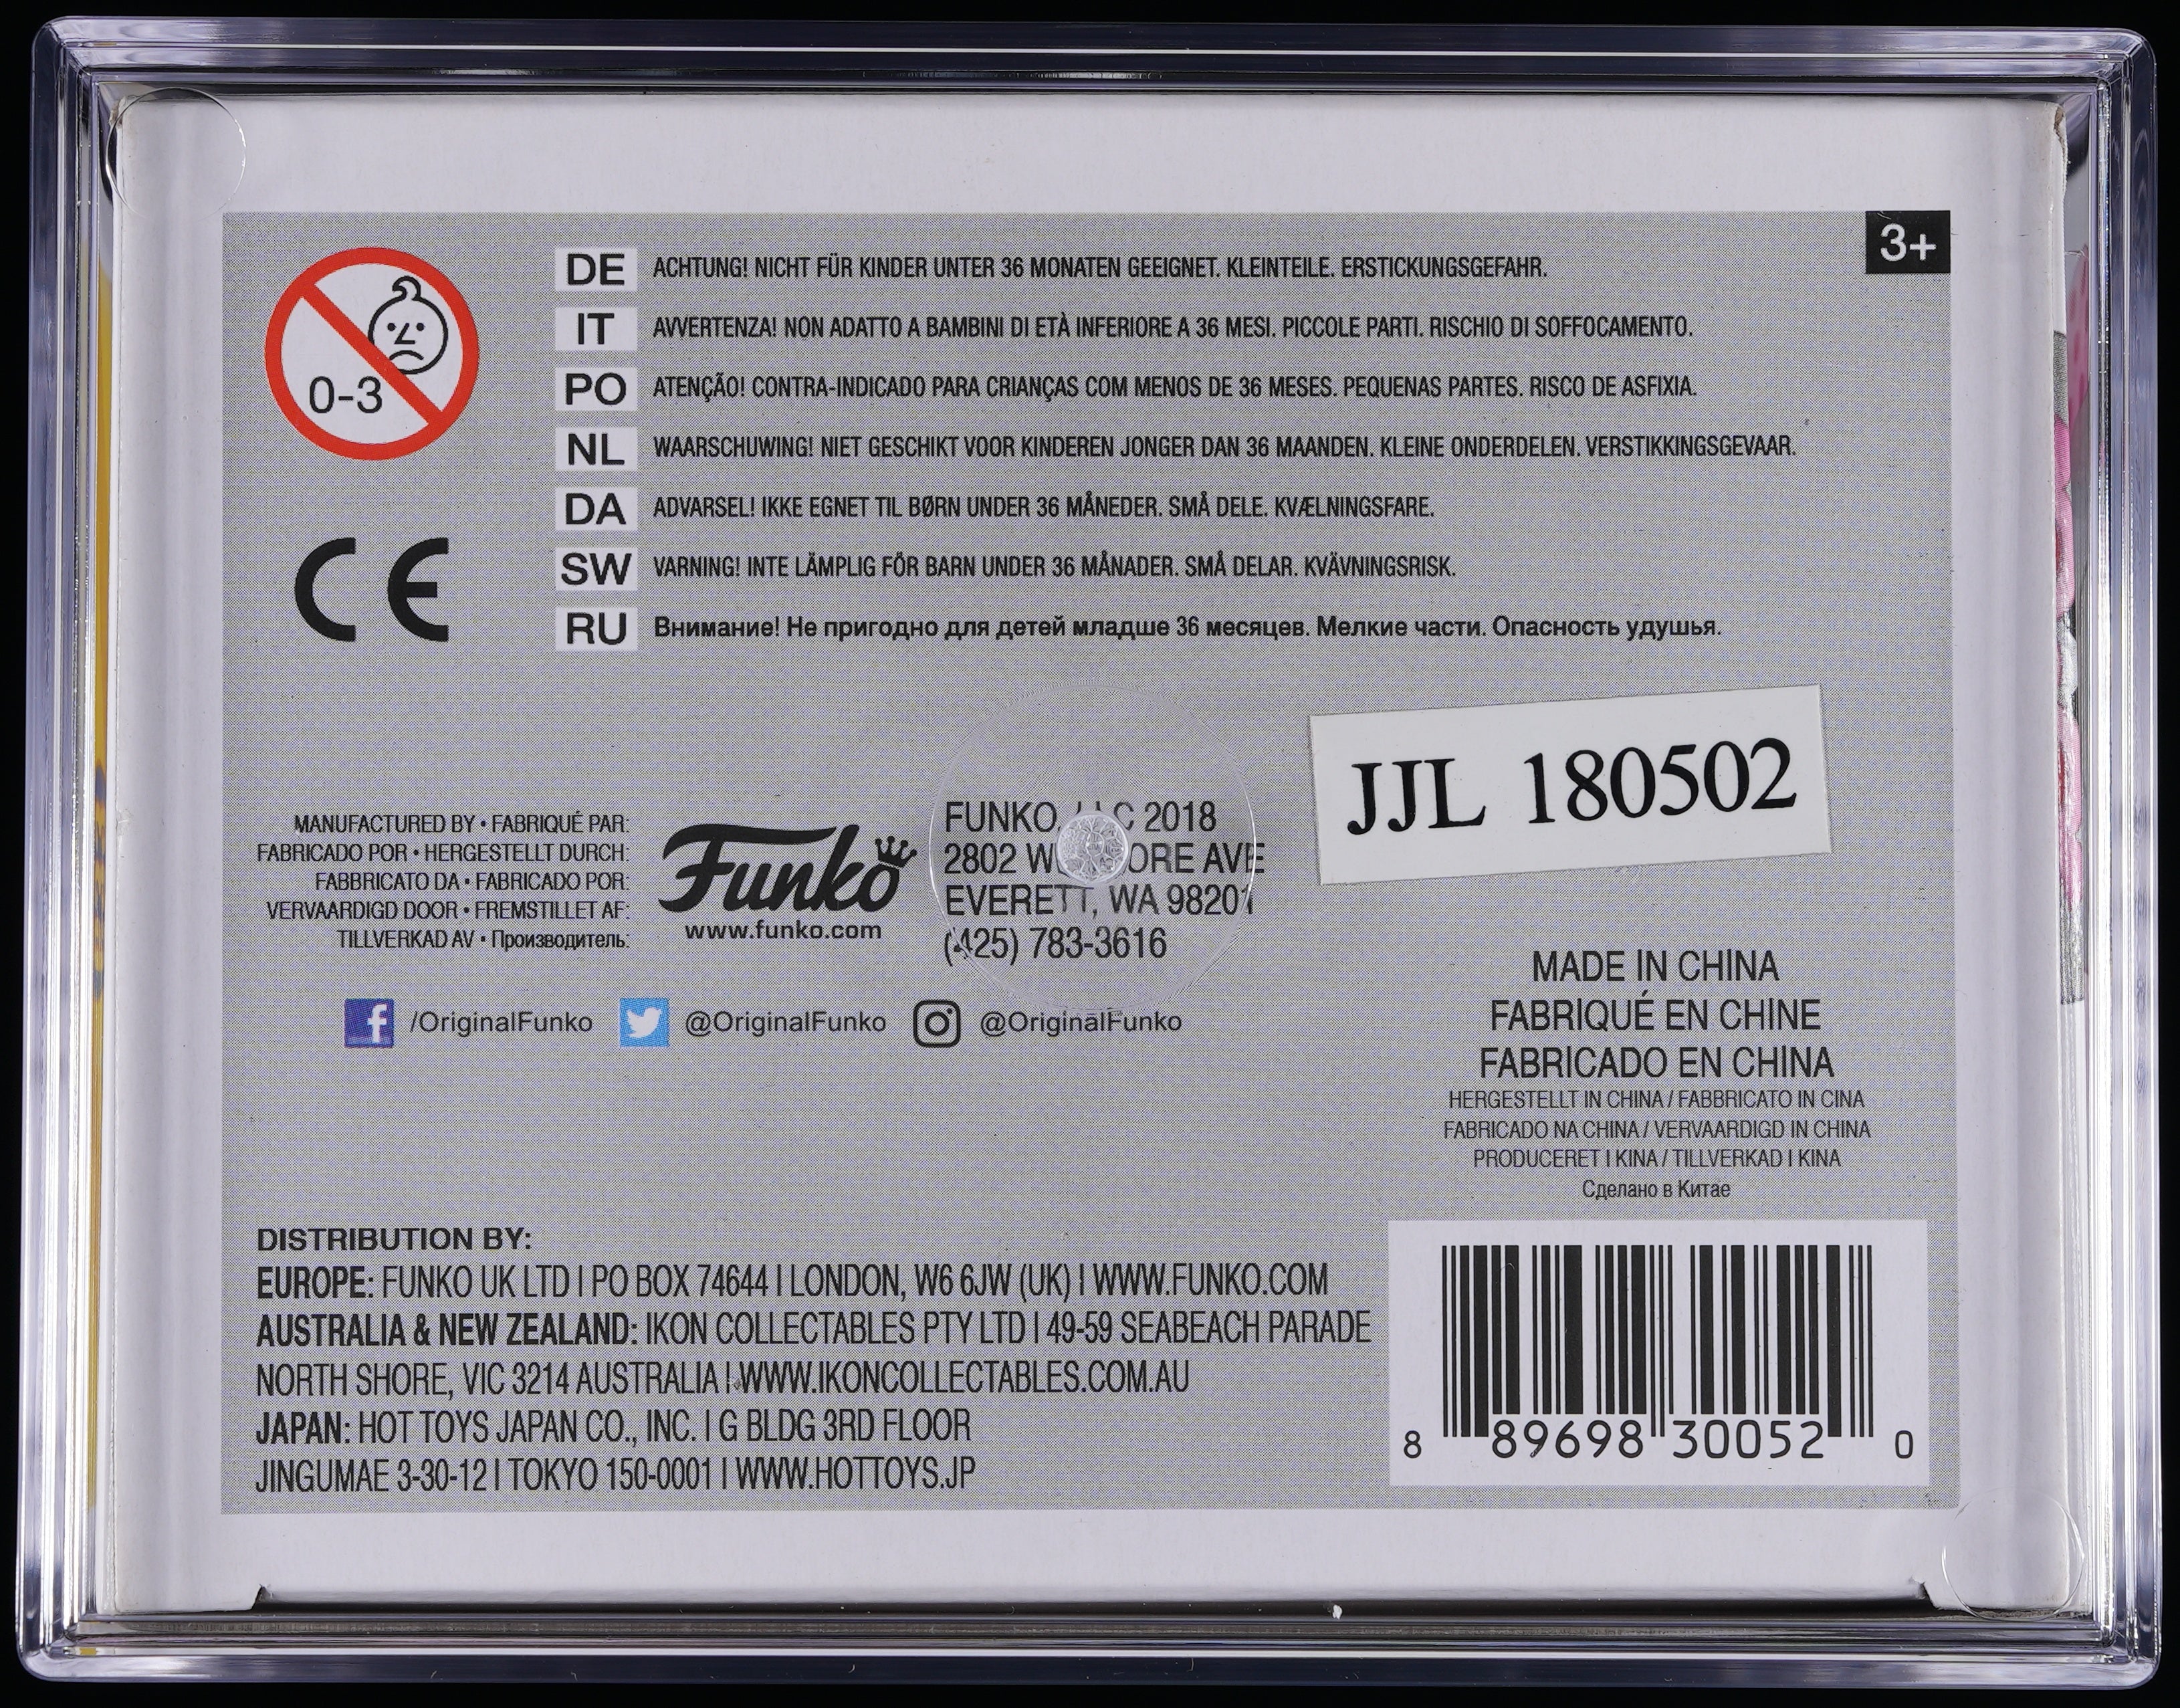 3+
0-3
DE ACHTUNG! NICHT FÜR KINDER UNTER 36 MONATEN GEEIGNET. KLEINTEILE. ERSTICKUNGSGEFAHR.
IT AVVERTENZA! NON ADATTO A BAMBINI DI ETÀ INFERIORE A 36 MESI. PICCOLE PARTI. RISCHIO DI SOFFOCAMENTO.
PO ATENÇÃO! CONTRA-INDICADO PARA CRIANÇAS COM MENOS DE 36 MESES. PEQUENAS PARTES. RISCO DE ASFIXIA.
NL WAARSCHUWING! NIET GESCHIKT VOOR KINDEREN JONGER DAN 36 MAANDEN. KLEINE ONDERDELEN. VERSTIKKINGSGEVAAR.
DA ADVARSEL! IKKE EGNET TIL BØRN UNDER 36 MÅNEDER. SMÅ DELE. KVÆLNINGSFARE.
SW VARNING! INTE LÄMPLIG FÖR BARN UNDER 36 MÅNADER. SMÅ DELAR. KVÄVNINGSRISK.
RU Внимание! Не пригодно для детей младше 36 месяцев. Мелкие части. Опасность удушья.
CE
JJL 180502
MANUFACTURED BY • FABRIQUÉ PAR:
FABRICADO POR • HERGESTELLT DURCH:
FABBRICATO DA • FABRICADO POR:
VERVAARDIGD DOOR • FREMSTILLET AF:
TILLVERKAD AV • Производитель:
Funko
www.funko.com
FUNKO, 2018
2802 AVE
EVERETT, WA 98201
(425) 783-3616
/OriginalFunko @OriginalFunko @OriginalFunko
MADE IN CHINA
FABRIQUÉ EN CHINE
FABRICADO EN CHINA
HERGESTELLT IN CHINA / FABBRICATO IN CINA
FABRICADO NA CHINA / VERVAARDIGD IN CHINA
PRODUCERET I KINA / TILLVERKAD I KINA
Сделано в Китае
DISTRIBUTION BY:
EUROPE: FUNKO UK LTD | PO BOX 74644 | LONDON, W6 6JW (UK) | WWW.FUNKO.COM
AUSTRALIA & NEW ZEALAND: IKON COLLECTABLES PTY LTD | 49-59 SEABEACH PARADE
NORTH SHORE, VIC 3214 AUSTRALIA | WWW.IKONCOLLECTABLES.COM.AU
JAPAN: HOT TOYS JAPAN CO., INC. | G BLDG 3RD FLOOR
JINGUMAE 3-30-12 | TOKYO 150-0001 | WWW.HOTTOYS.JP
8 89698 30052 0